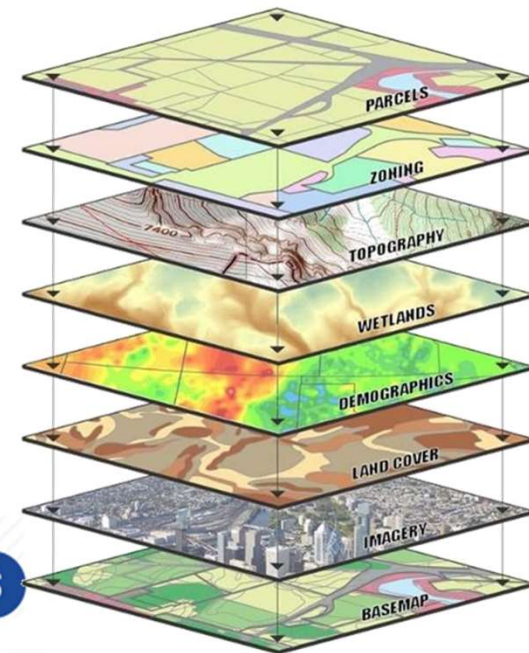 PARCELS
ZONING
7400
TOPOGRAPHY
WETLANDS
DEMOGRAPHICS
LAND COVER
IMAGERY
S
BASEMAP